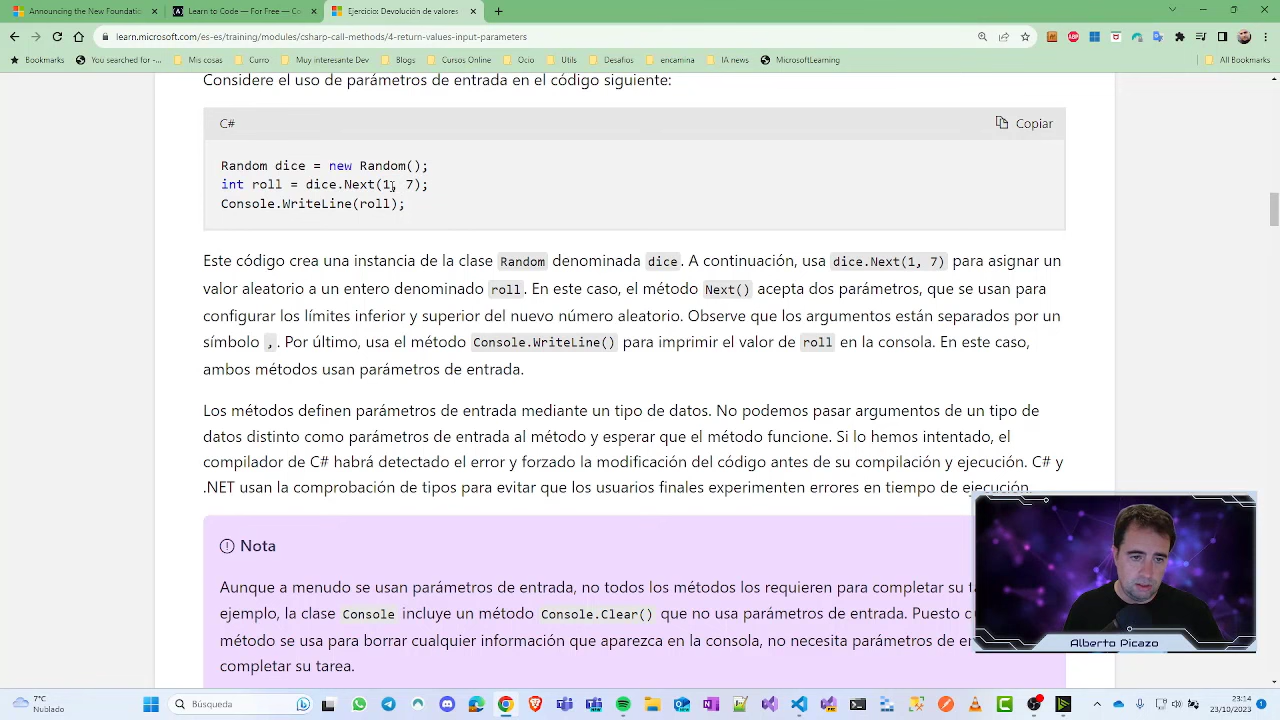 Announcing the New Foundatic
Learn to Code — For Free — Co
Ejercicio: Devolución de valores
learn.microsoft.com/es-es/training/modules/csharp-call-methods/4-return-values-input-parameters
Bookmarks
You searched for -...
Mis cosas
Curro
Muy interesante Dev
Blogs
Cursos Online
Ocio
Utils
Desafios
encamina
IA news
MicrosoftLearning
All Bookmarks
Considere el uso de parámetros de entrada en el código siguiente:
C#
Copiar
Random dice = new Random();
int roll = dice.Next(1, 7);
Console.WriteLine(roll);
Este código crea una instancia de la clase Random denominada dice. A continuación, usa dice.Next(1, 7) para asignar un
valor aleatorio a un entero denominado roll. En este caso, el método Next() acepta dos parámetros, que se usan para
configurar los límites inferior y superior del nuevo número aleatorio. Observe que los argumentos están separados por un
símbolo ,. Por último, usa el método Console.WriteLine() para imprimir el valor de roll en la consola. En este caso,
ambos métodos usan parámetros de entrada.
Los métodos definen parámetros de entrada mediante un tipo de datos. No podemos pasar argumentos de un tipo de
datos distinto como parámetros de entrada al método y esperar que el método funcione. Si lo hemos intentado, el
compilador de C# habrá detectado el error y forzado la modificación del código antes de su compilación y ejecución. C# y
.NET usan la comprobación de tipos para evitar que los usuarios finales experimenten errores en tiempo de ejecución.
Nota
Aunque a menudo se usan parámetros de entrada, no todos los métodos los requieren para completar su
ejemplo, la clase Console incluye un método Console.Clear() que no usa parámetros de entrada. Puesto
método se usa para borrar cualquier información que aparezca en la consola, no necesita parámetros de
completar su tarea.
Alberto Picazo
7°C
Nublado
Búsqueda
23:14
23/10/2023